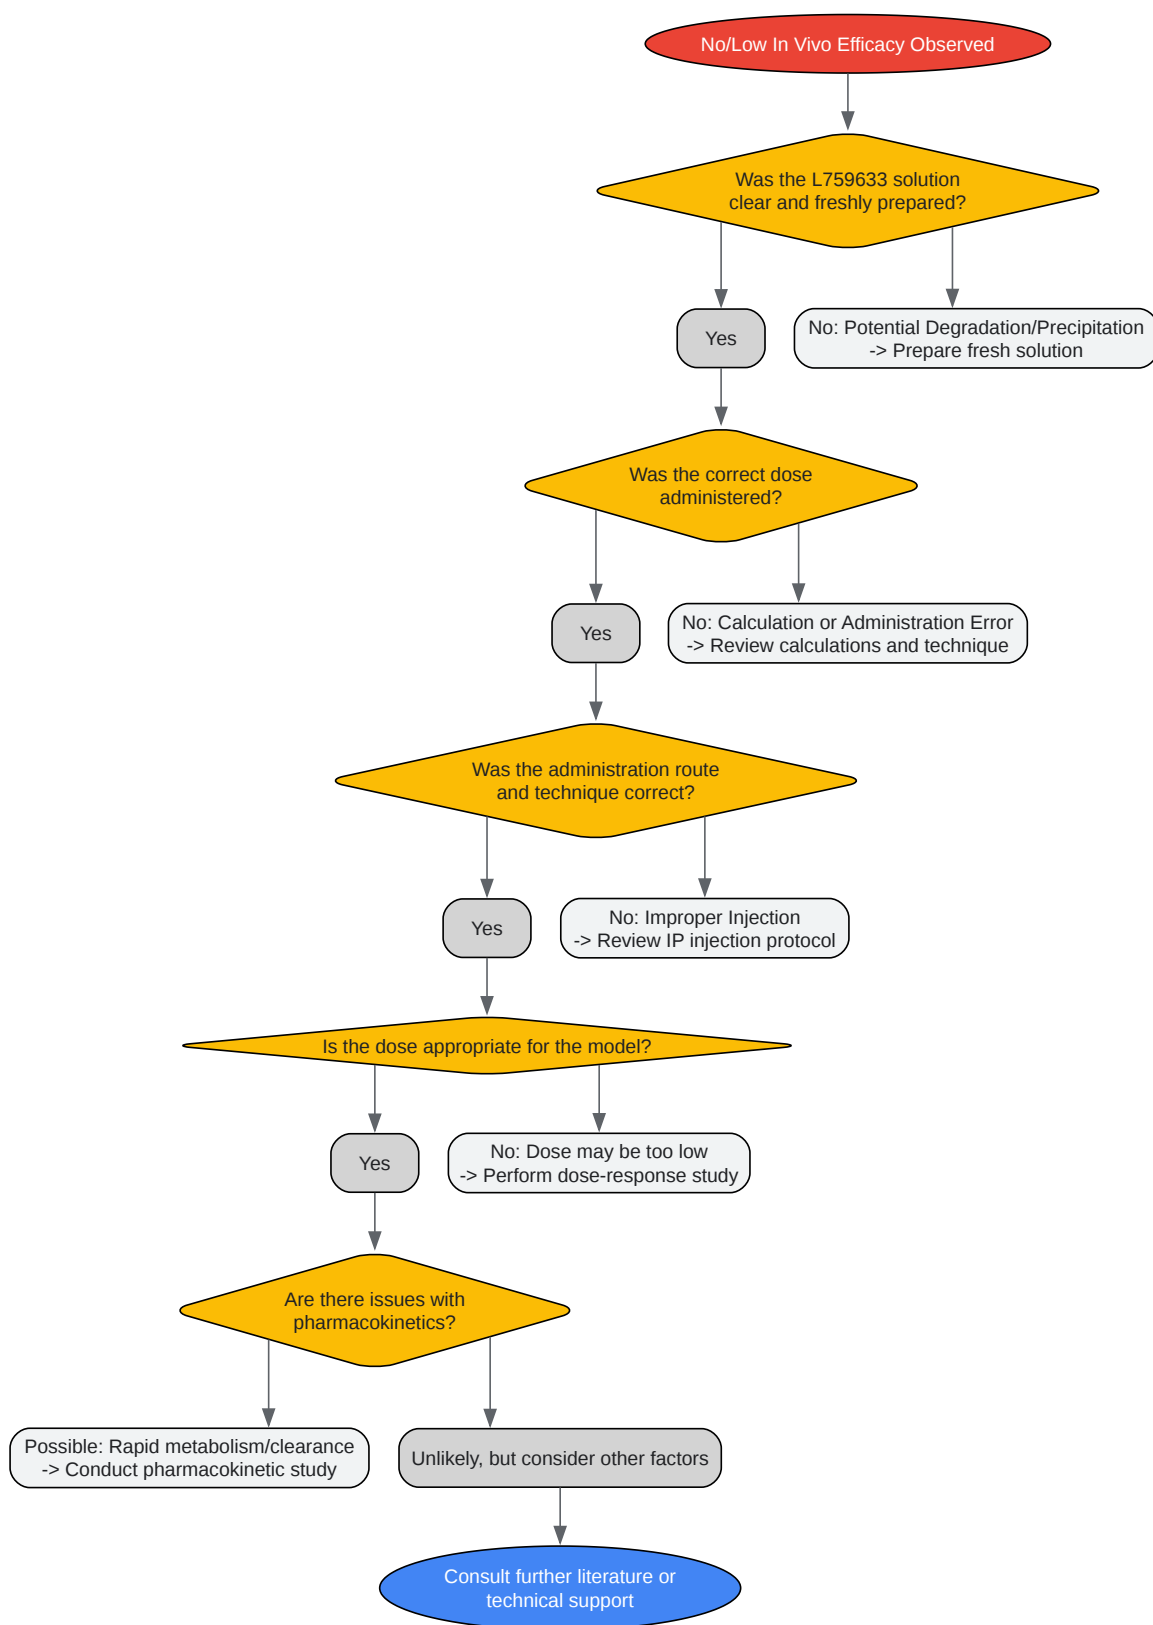 No/Low In Vivo Efficacy Observed
Was the L759633 solution
clear and freshly prepared?
Yes
No: Potential Degradation/Precipitation
-> Prepare fresh solution
Was the correct dose
administered?
Yes
No: Calculation or Administration Error
-> Review calculations and technique
Was the administration route
and technique correct?
Yes
No: Improper Injection
-> Review IP injection protocol
Is the dose appropriate for the model?
Yes
No: Dose may be too low
-> Perform dose-response study
Are there issues with
pharmacokinetics?
Possible: Rapid metabolism/clearance
-> Conduct pharmacokinetic study
Unlikely, but consider other factors
Consult further literature or
technical support